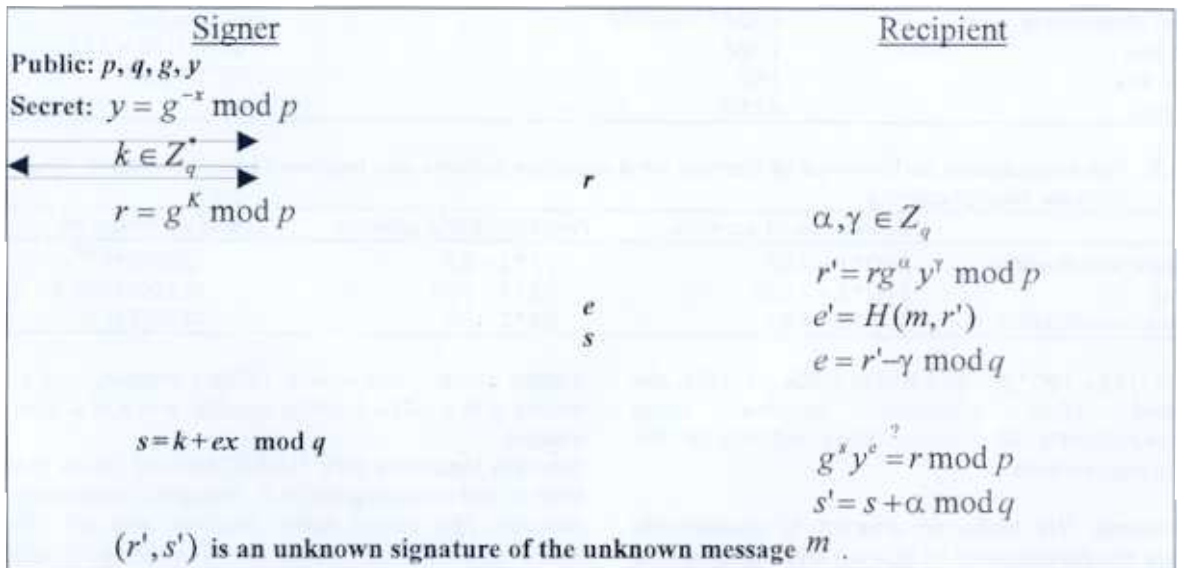 Signer
Recipient
Public: p, q, g, y
Secret: y = g^{-x} mod p
k ∈ Z_q^*
r = g^K mod p
r
α,γ ∈ Z_q
r'= rg^α y^γ mod p
e
e'= H(m,r')
s
e = r'–γ mod q
s = k + ex mod q
g^s y^e =^? r mod p
s'= s + α mod q
(r',s') is an unknown signature of the unknown message m .